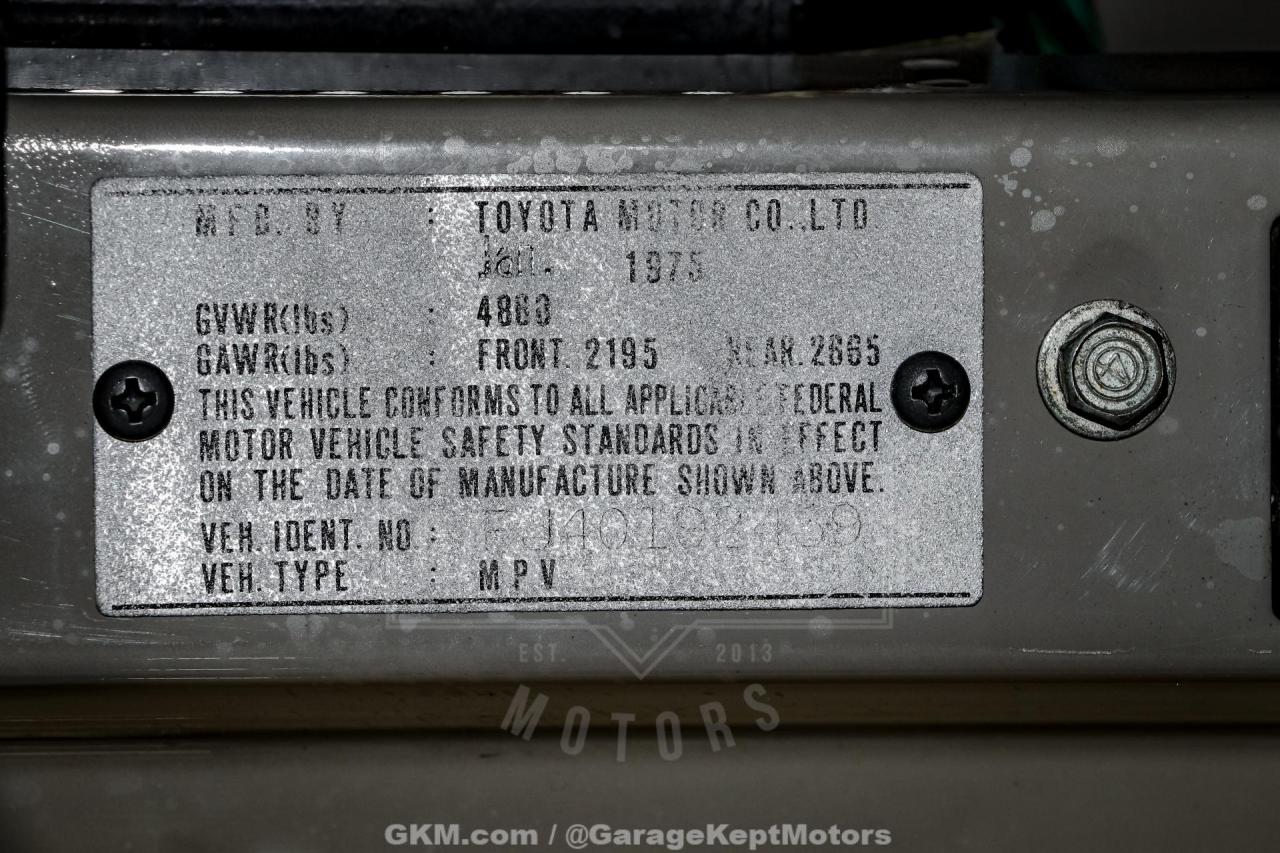 MFD. BY : TOYOTA MOTOR CO.,LTD.
Jan. 1975
GVWR(lbs) : 4860
GAWR(lbs) : FRONT. 2195 REAR. 2865
THIS VEHICLE CONFORMS TO ALL APPLICABLE FEDERAL
MOTOR VEHICLE SAFETY STANDARDS IN EFFECT
ON THE DATE OF MANUFACTURE SHOWN ABOVE.
VEH. IDENT. NO :
VEH. TYPE : MPV
EST. 2013
MOTORS
GKM.com / @GarageKeptMotors